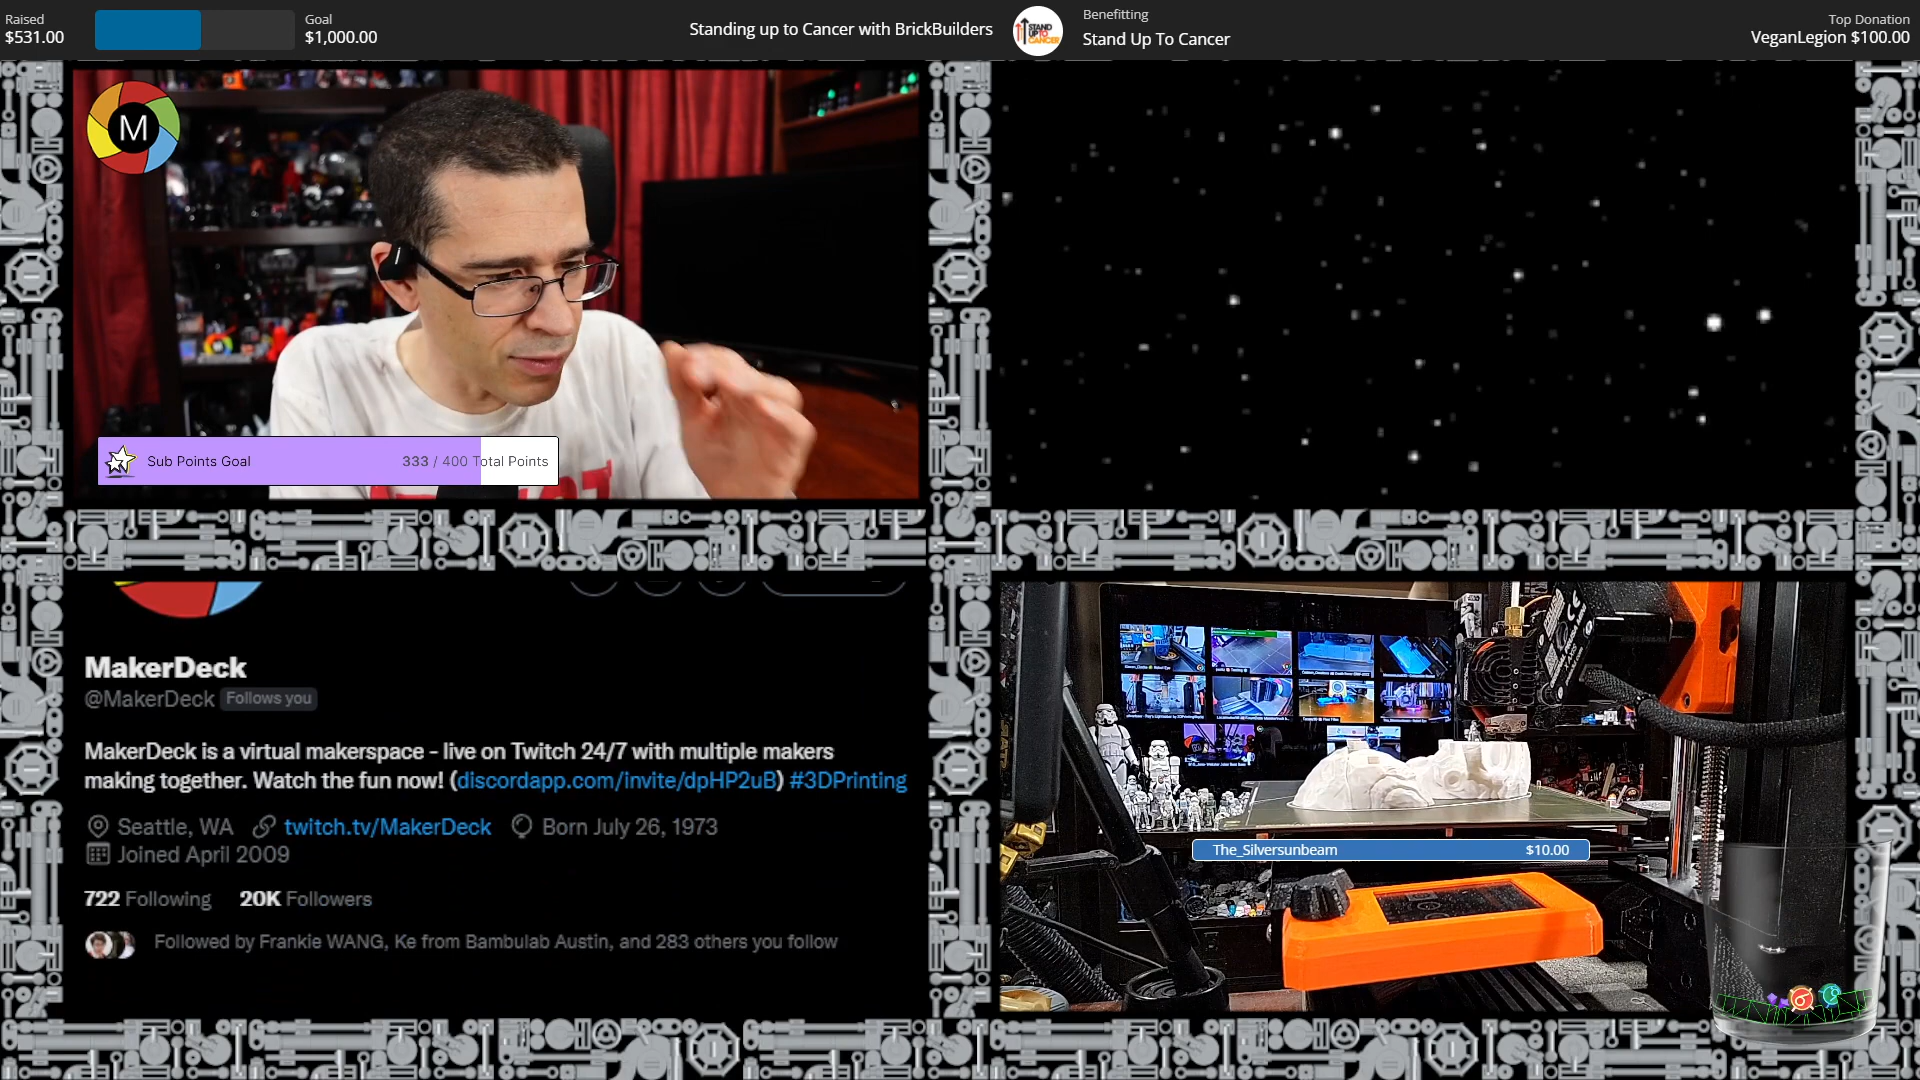 Raised
$531.00
Goal
$1,000.00
Standing up to Cancer with BrickBuilders
STAND
UP TO
CANCER
Benefitting
Stand Up To Cancer
Top Donation
VeganLegion $100.00
M
Sub Points Goal
333 / 400 Total Points
MakerDeck
@MakerDeck Follows you
MakerDeck is a virtual makerspace - live on Twitch 24/7 with multiple makers
making together. Watch the fun now! (discordapp.com/invite/dpHP2uB) #3DPrinting
Seattle, WA twitch.tv/MakerDeck Born July 26, 1973
Joined April 2009
722 Following 20K Followers
Followed by Frankie WANG, Ke from Bambulab Austin, and 283 others you follow
The_Silversunbeam $10.00